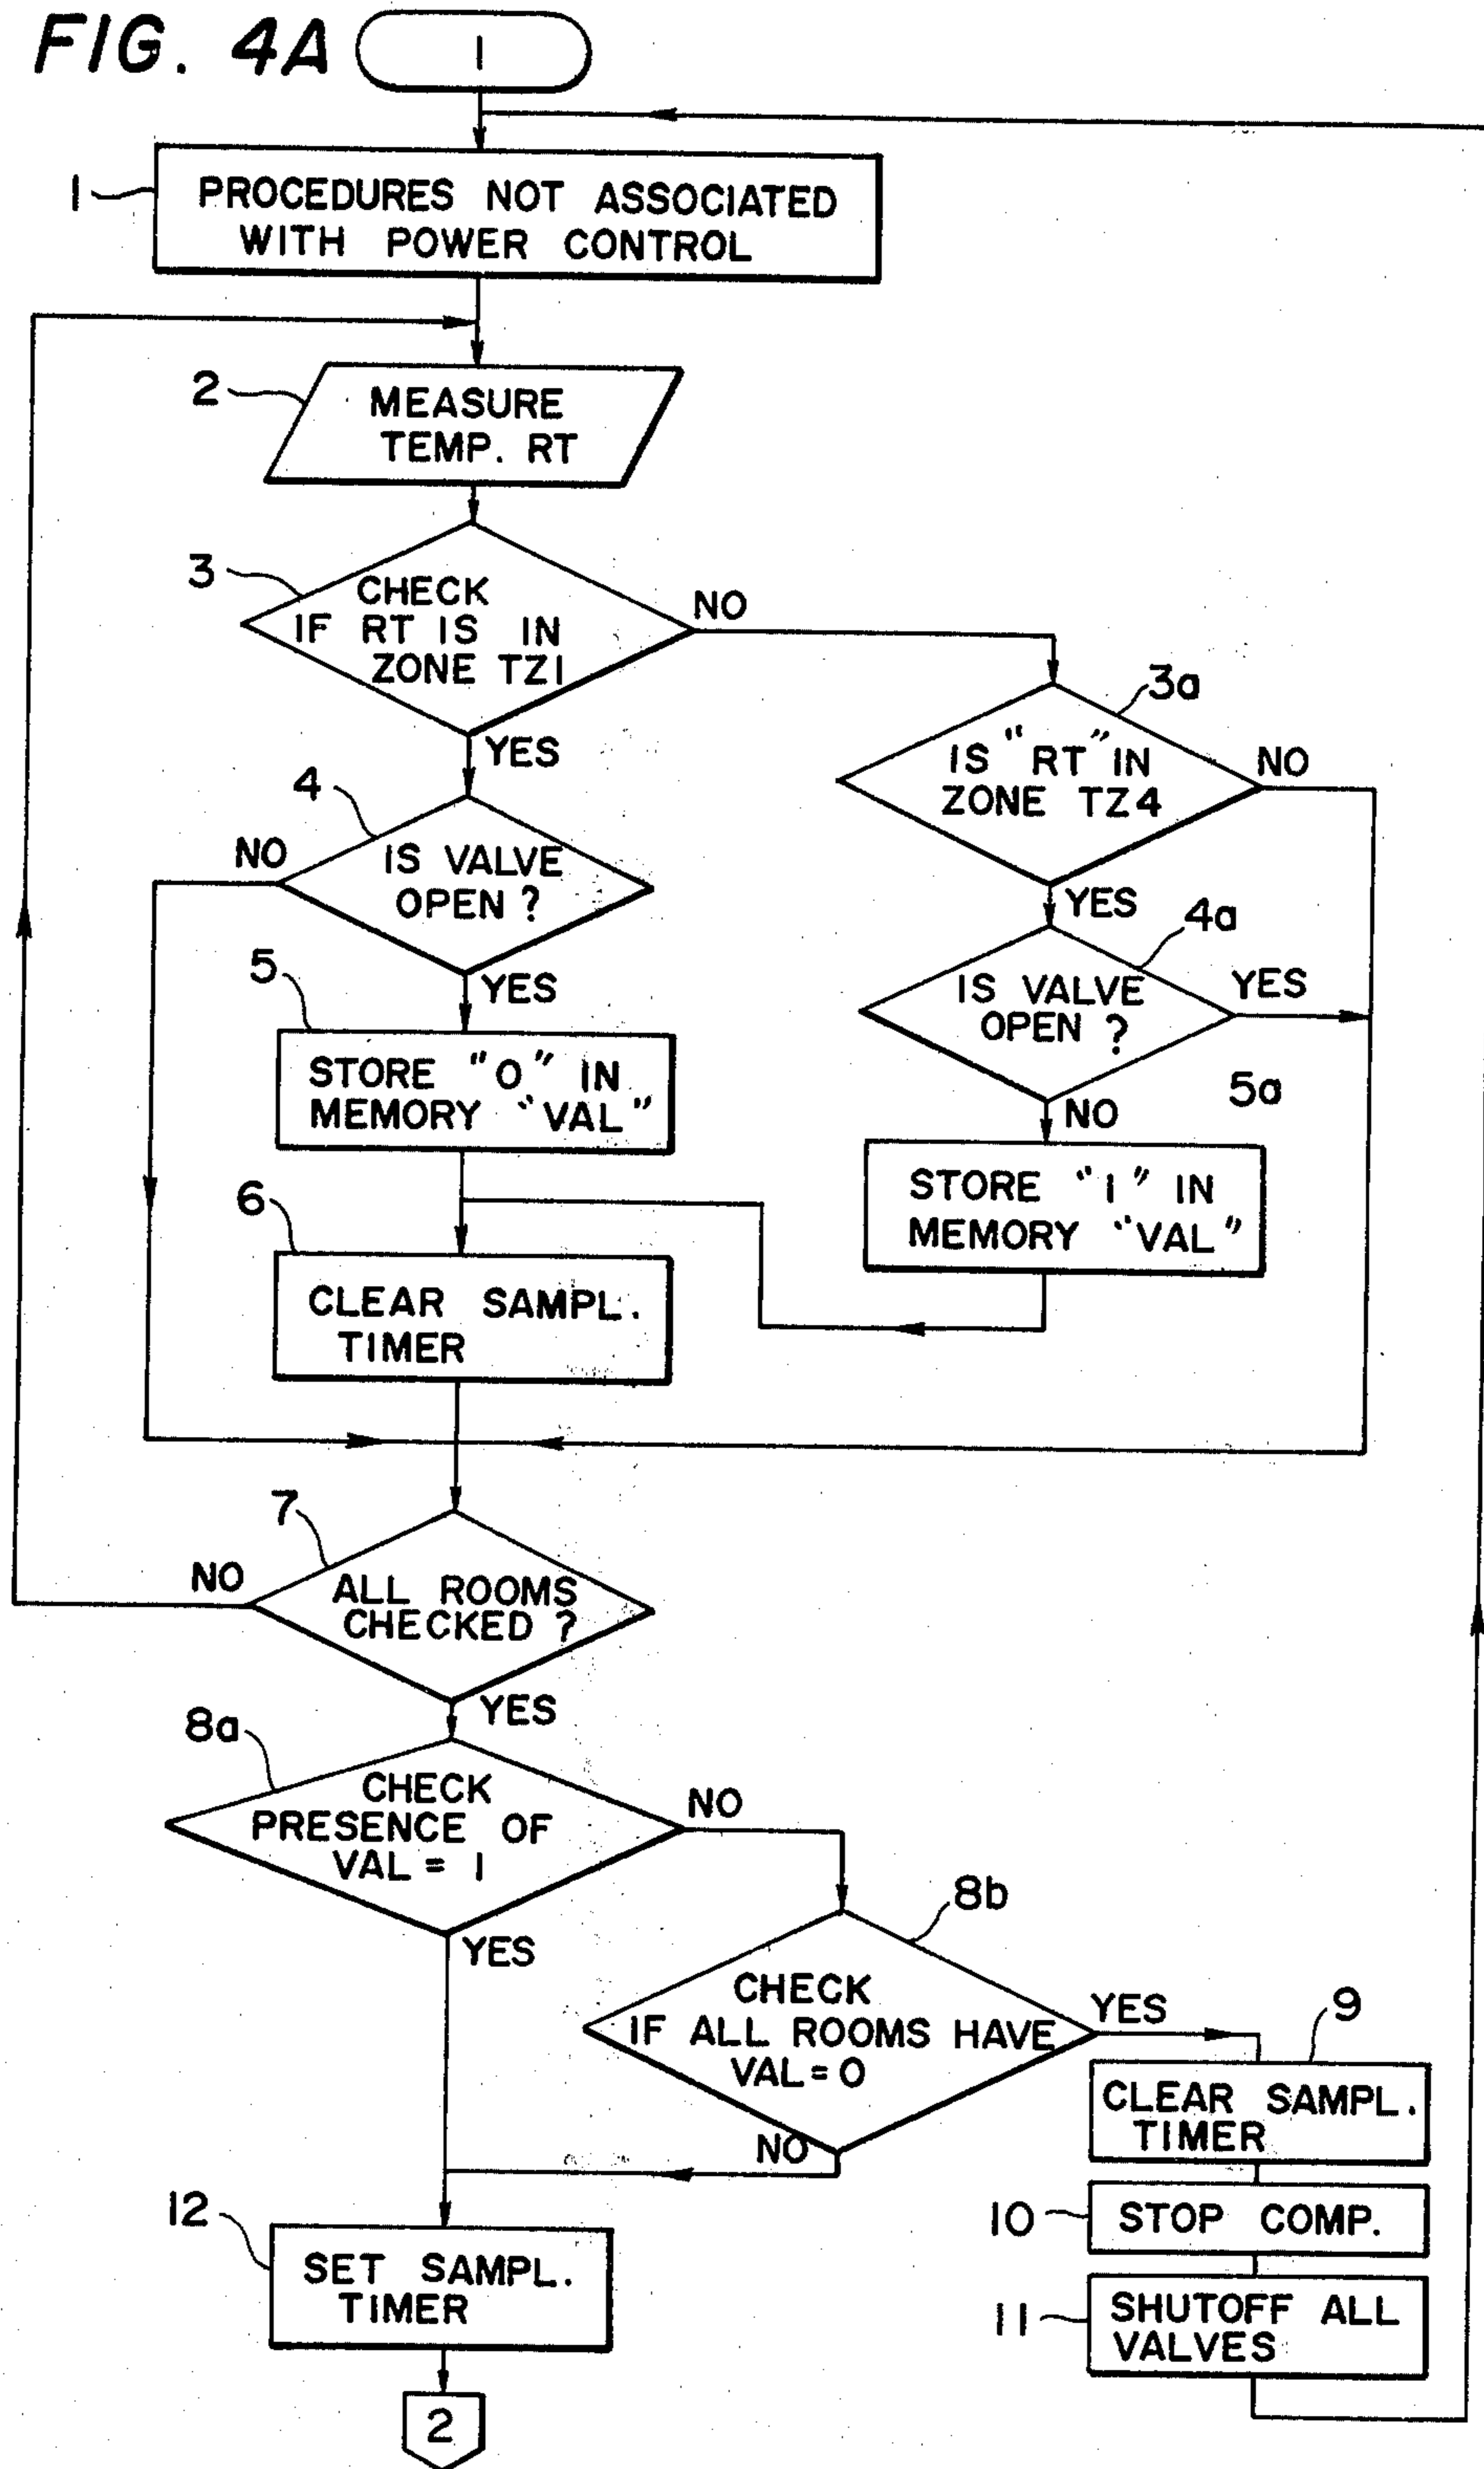 FIG. 4A
1
1
PROCEDURES NOT ASSOCIATED
WITH POWER CONTROL
2
MEASURE
TEMP. RT
3
CHECK
IF RT IS IN
ZONE TZ1
NO
YES
3a
IS "RT" IN
ZONE TZ4
NO
YES
4
IS VALVE
OPEN ?
NO
YES
4a
IS VALVE
OPEN ?
YES
NO
5
STORE "0" IN
MEMORY "VAL"
5a
STORE "1" IN
MEMORY "VAL"
6
CLEAR SAMPL.
TIMER
7
ALL ROOMS
CHECKED ?
NO
YES
8a
CHECK
PRESENCE OF
VAL = 1
NO
YES
8b
CHECK
IF ALL ROOMS HAVE
VAL = 0
YES
NO
9
CLEAR SAMPL.
TIMER
10
STOP COMP.
11
SHUTOFF ALL
VALVES
12
SET SAMPL.
TIMER
2